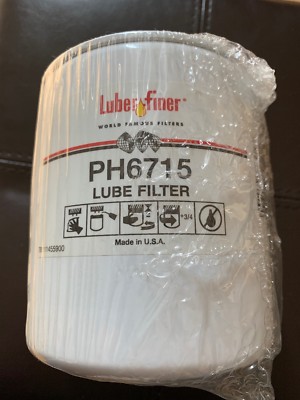 Luber-finer
WORLD FAMOUS FILTERS
PH6715
LUBE FILTER
+3/4
Made in U.S.A.